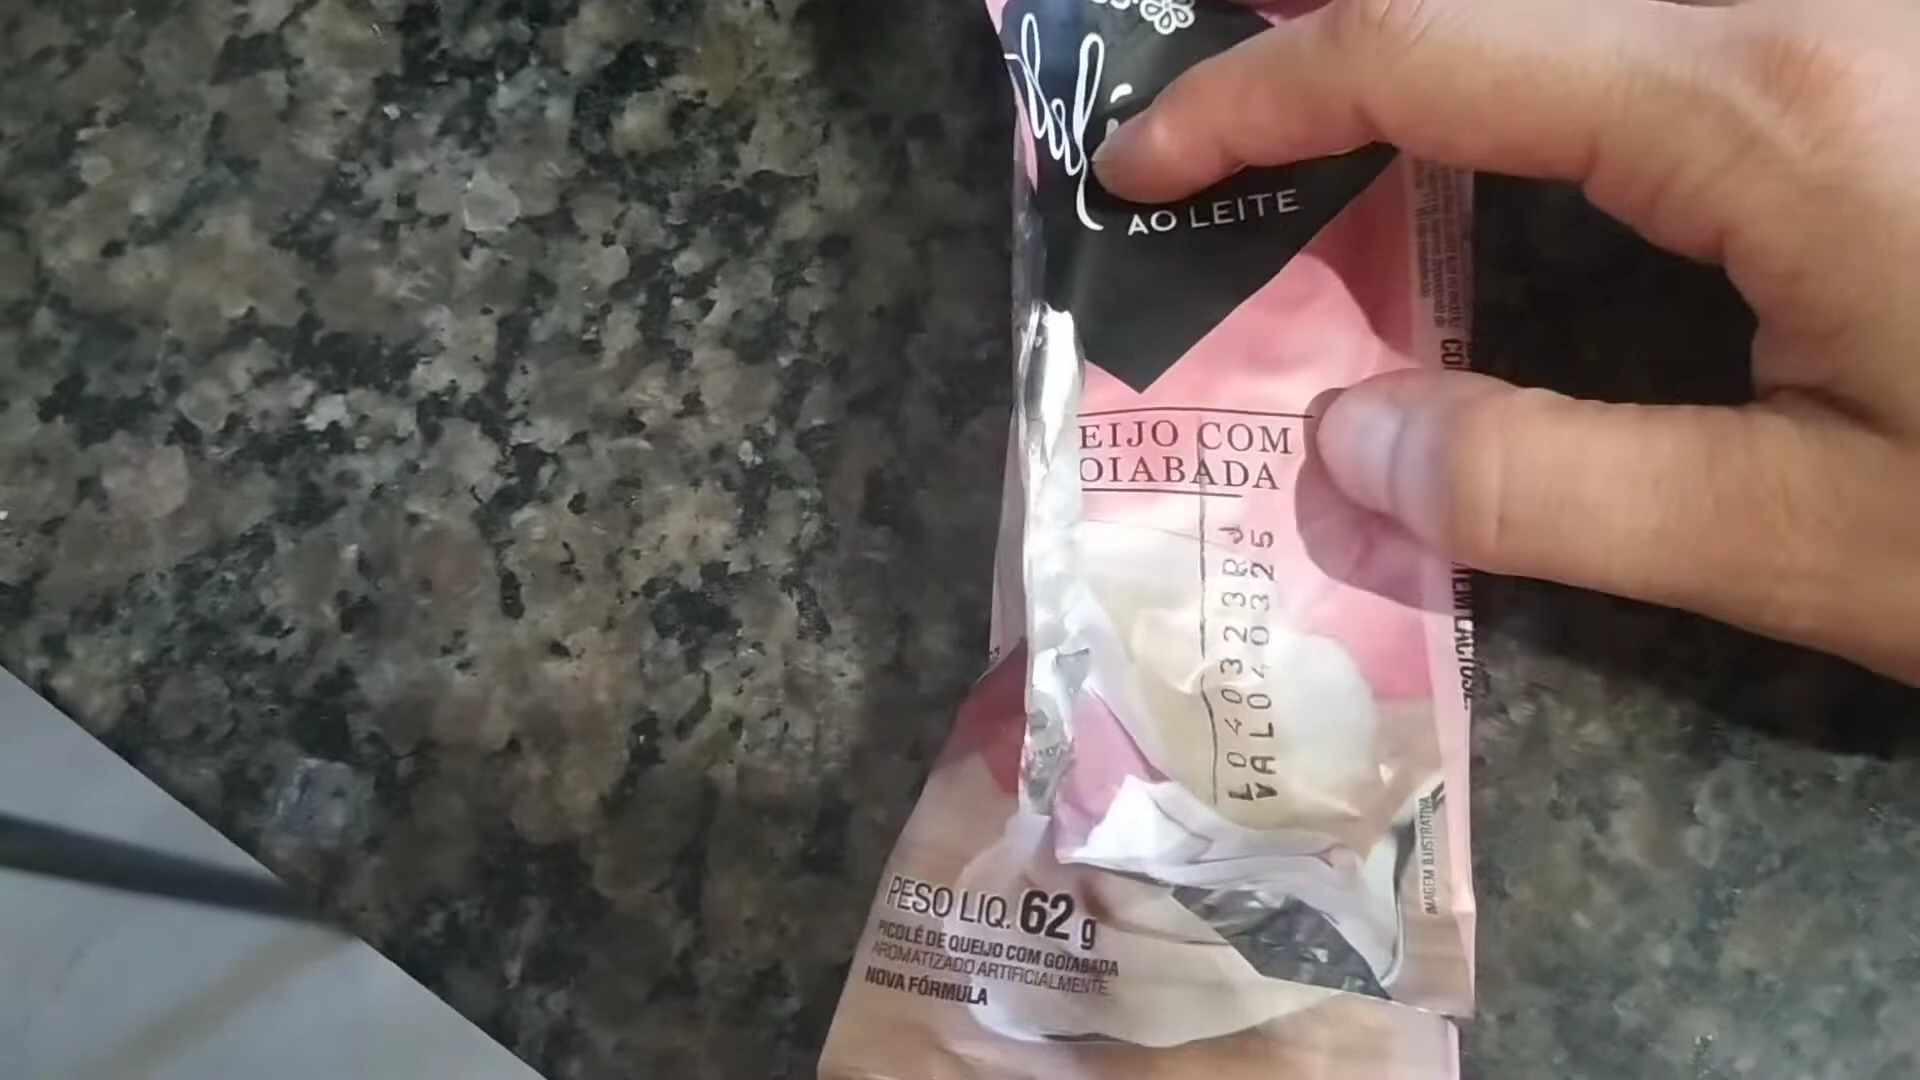 AO LEITE
EIJO COM
OIABADA
L040323RJ
VAL040325
IMAGEM ILUSTRATIVA
PESO LIQ. 62 g
PICOLÉ DE QUEIJO COM GOIABADA
AROMATIZADO ARTIFICIALMENTE
NOVA FÓRMULA